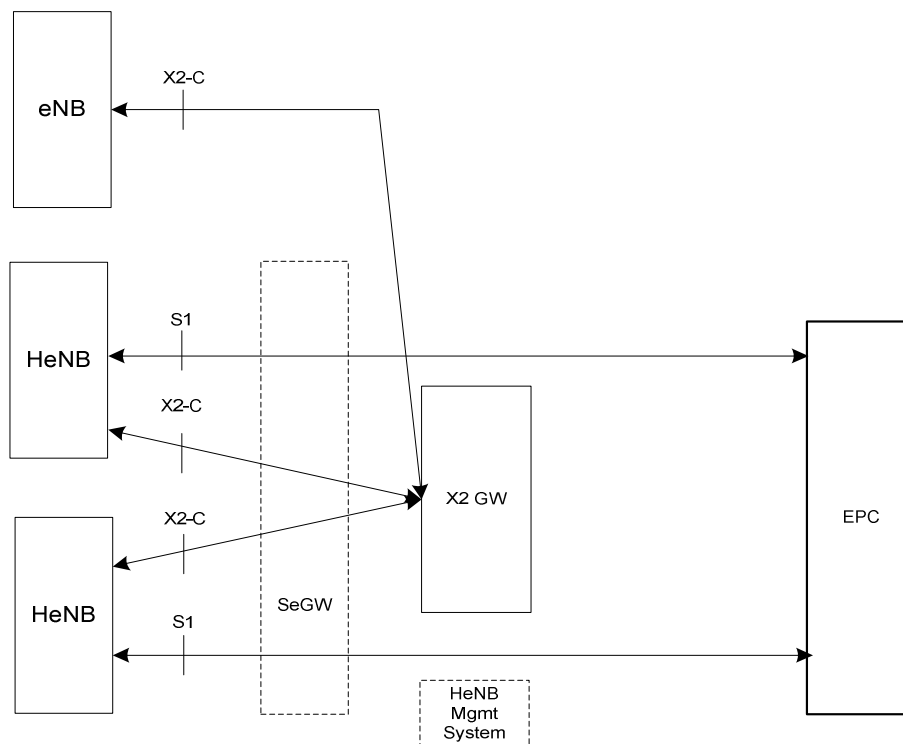 X2-C
eNB
S1
HeNB
X2-C
X2 GW
EPC
X2-C
SeGW
HeNB
S1
HeNB
Mgmt
System